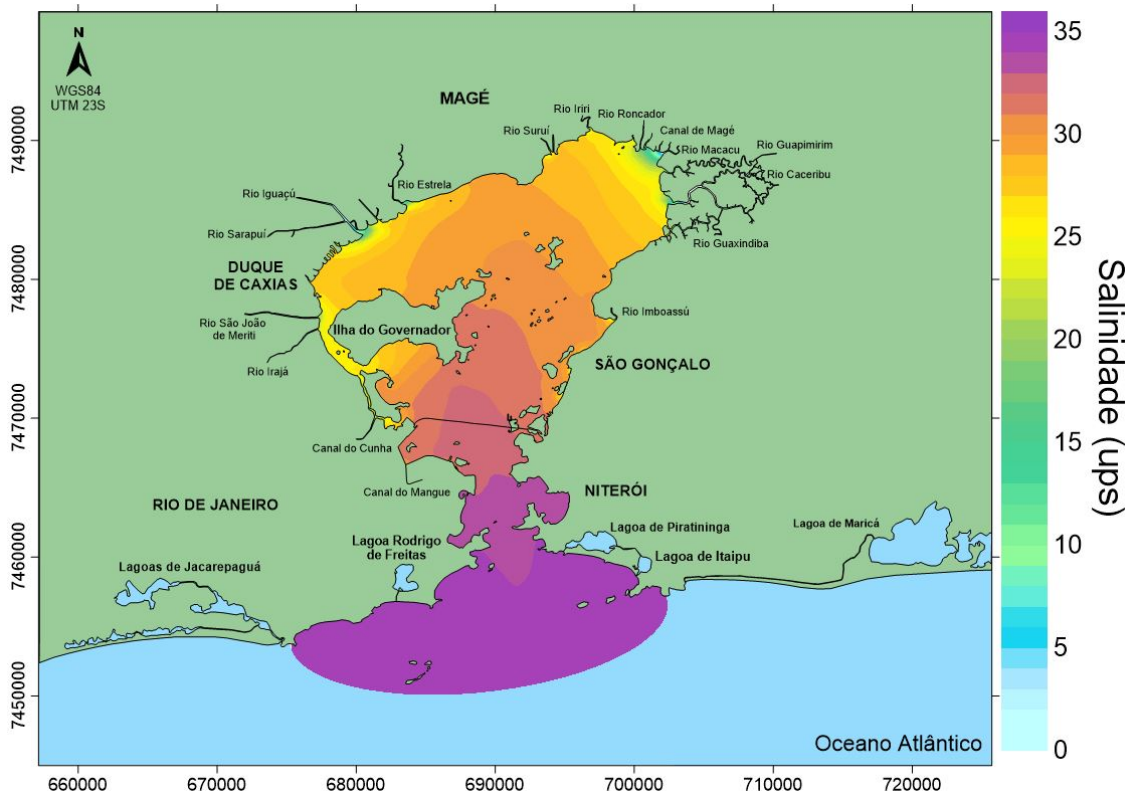 N
WGS84
UTM 23S
MAGÉ
Rio Iriri
Rio Roncador
Rio Suruí
Canal de Magé
Rio Macacu
Rio Guapimirim
Rio Caceribu
Rio Estrela
Rio Iguaçú
Rio Sarapuí
Rio Guaxindiba
DUQUE
DE CAXIAS
Rio São João
de Meriti
Ilha do Governador
Rio Imboassú
Rio Irajá
SÃO GONÇALO
Canal do Cunha
Canal do Mangue
RIO DE JANEIRO
NITERÓI
Lagoa Rodrigo
de Freitas
Lagoa de Piratininga
Lagoa de Itaipu
Lagoa de Maricá
Lagoas de Jacarepaguá
Oceano Atlântico
7490000
7480000
7470000
7460000
7450000
660000
670000
680000
690000
700000
710000
720000
35
30
25
20
15
10
5
0
Salinidade (ups)